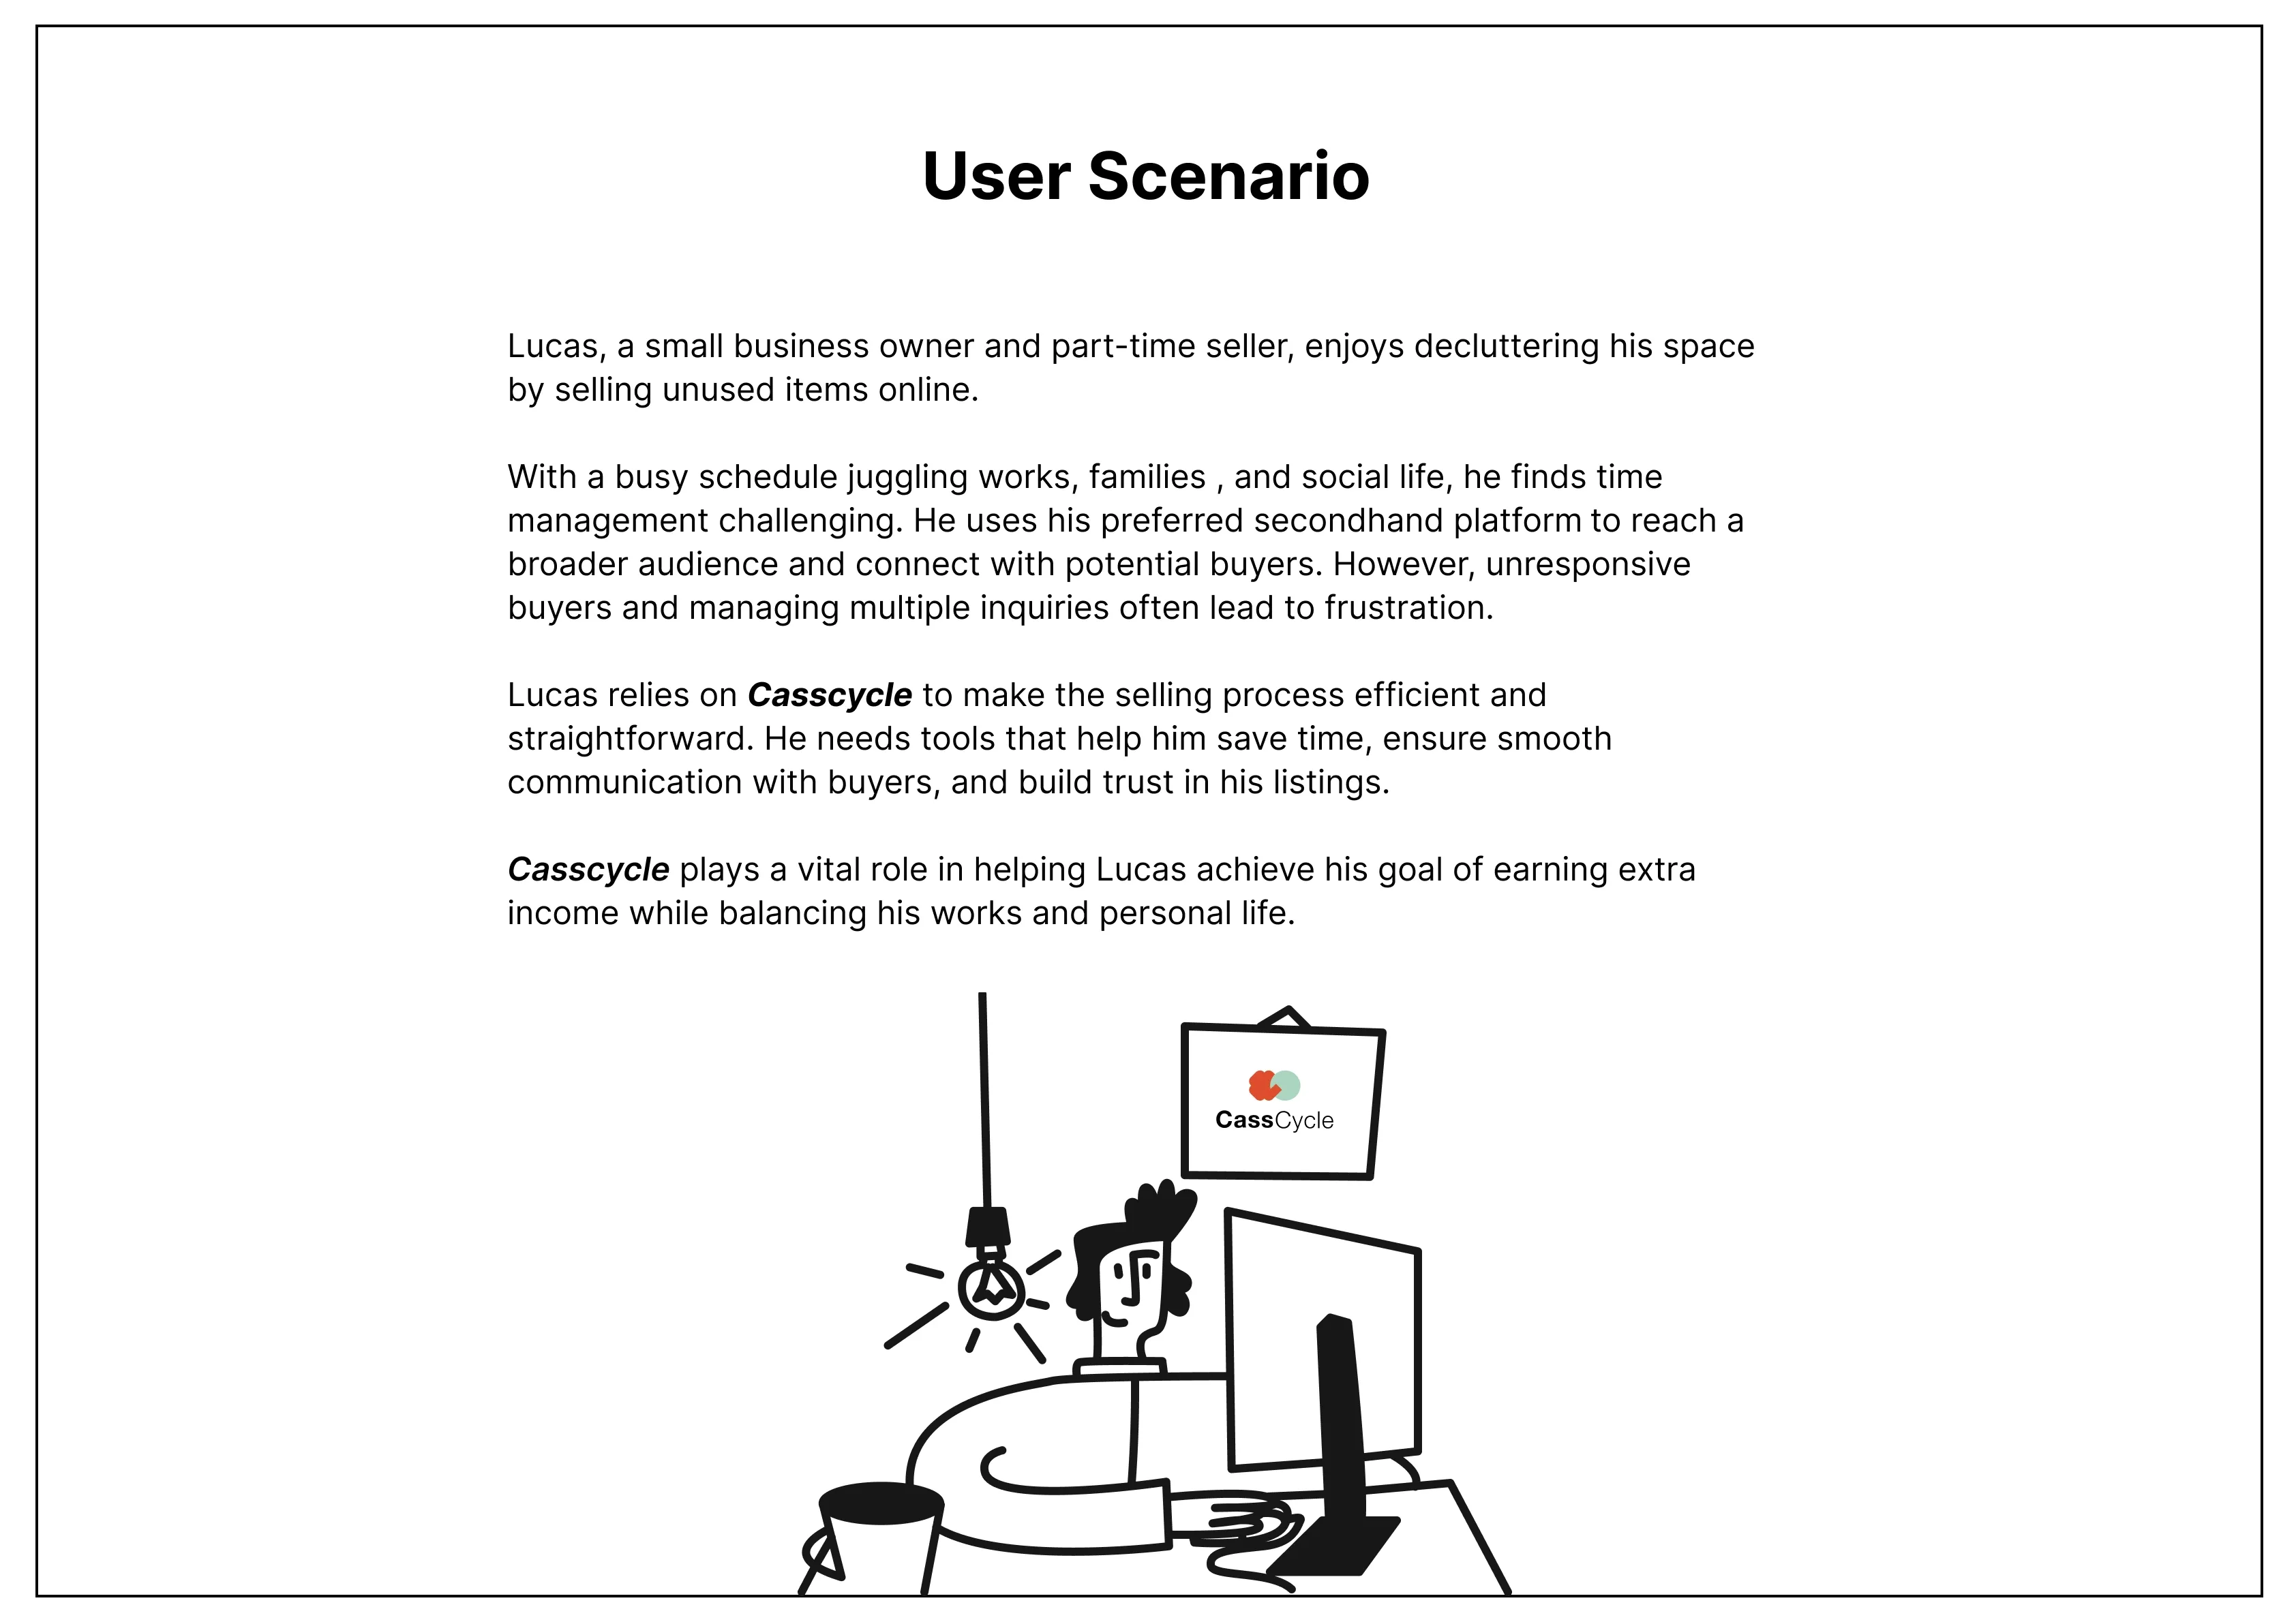 User Scenario
Lucas, a small business owner and part-time seller, enjoys decluttering his space
by selling unused items online.
With a busy schedule juggling works, families , and social life, he finds time
management challenging. He uses his preferred secondhand platform to reach a
broader audience and connect with potential buyers. However, unresponsive
buyers and managing multiple inquiries often lead to frustration.
Lucas relies on Casscycle to make the selling process efficient and
straightforward. He needs tools that help him save time, ensure smooth
communication with buyers, and build trust in his listings.
Casscycle plays a vital role in helping Lucas achieve his goal of earning extra
income while balancing his works and personal life.
CassCycle